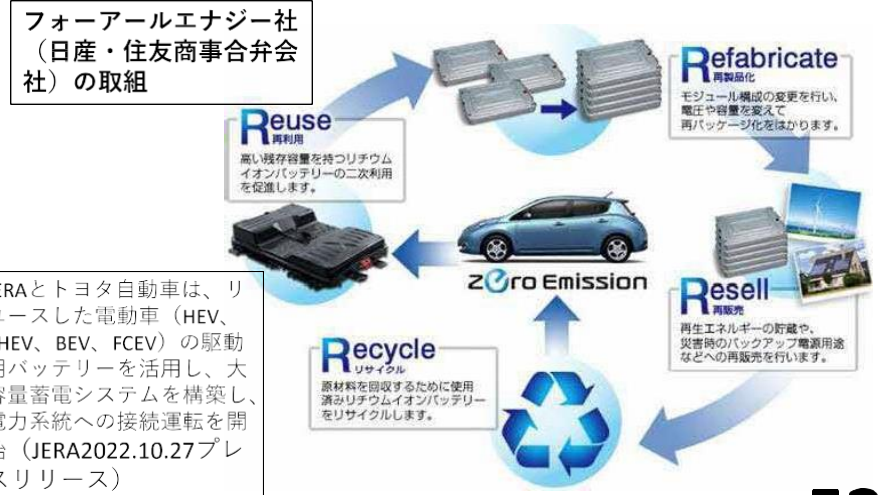 フォーアールエナジー社
（日産・住友商事合弁会
社）の取組
Refabricate
再製品化
モジュール構成の変更を行い、
電圧や容量を変えて
再パッケージ化をはかります。
Reuse
再利用
高い残存容量を持つリチウム
イオンバッテリーの二次利用
を促進します。
Zero Emission
Resell
再販売
再生エネルギーの貯蔵や、
災害時のバックアップ電源用途
などへの再販売を行います。
Recycle
リサイクル
原材料を回収するために使用
済みリチウムイオンバッテリー
をリサイクルします。
ERAとトヨタ自動車は、リ
ユースした電動車（HEV、
HEV、BEV、FCEV）の駆動
用バッテリーを活用し、大
容量蓄電システムを構築し、
電力系統への接続運転を開
始（JERA2022.10.27プレ
スリリース）